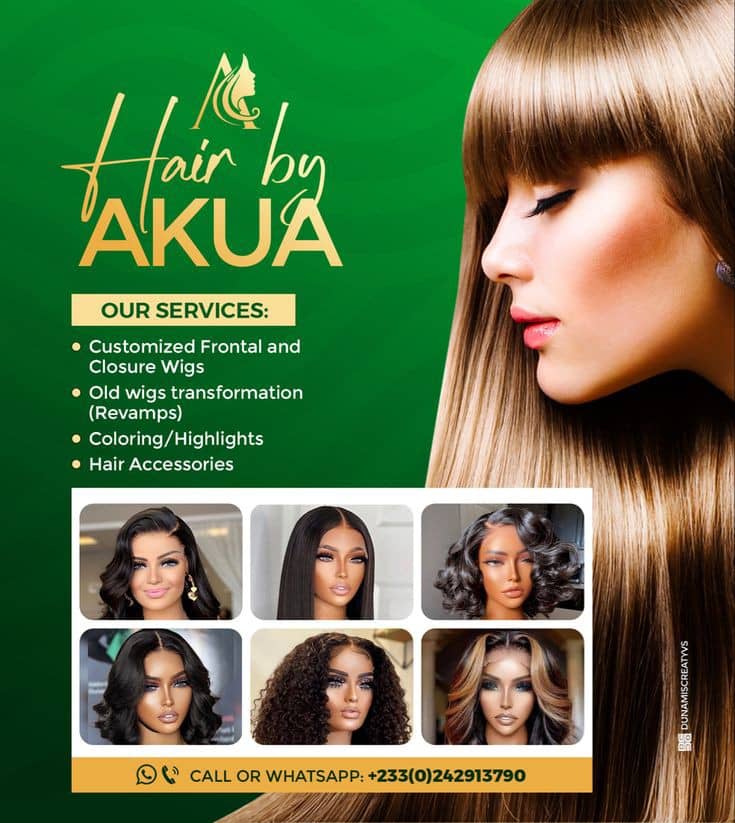 Hair by
AKUA
OUR SERVICES:
• Customized Frontal and
Closure Wigs
• Old wigs transformation
(Revamps)
• Coloring/Highlights
• Hair Accessories
CALL OR WHATSAPP: +233(0)242913790
DUNAMISCREATYVS